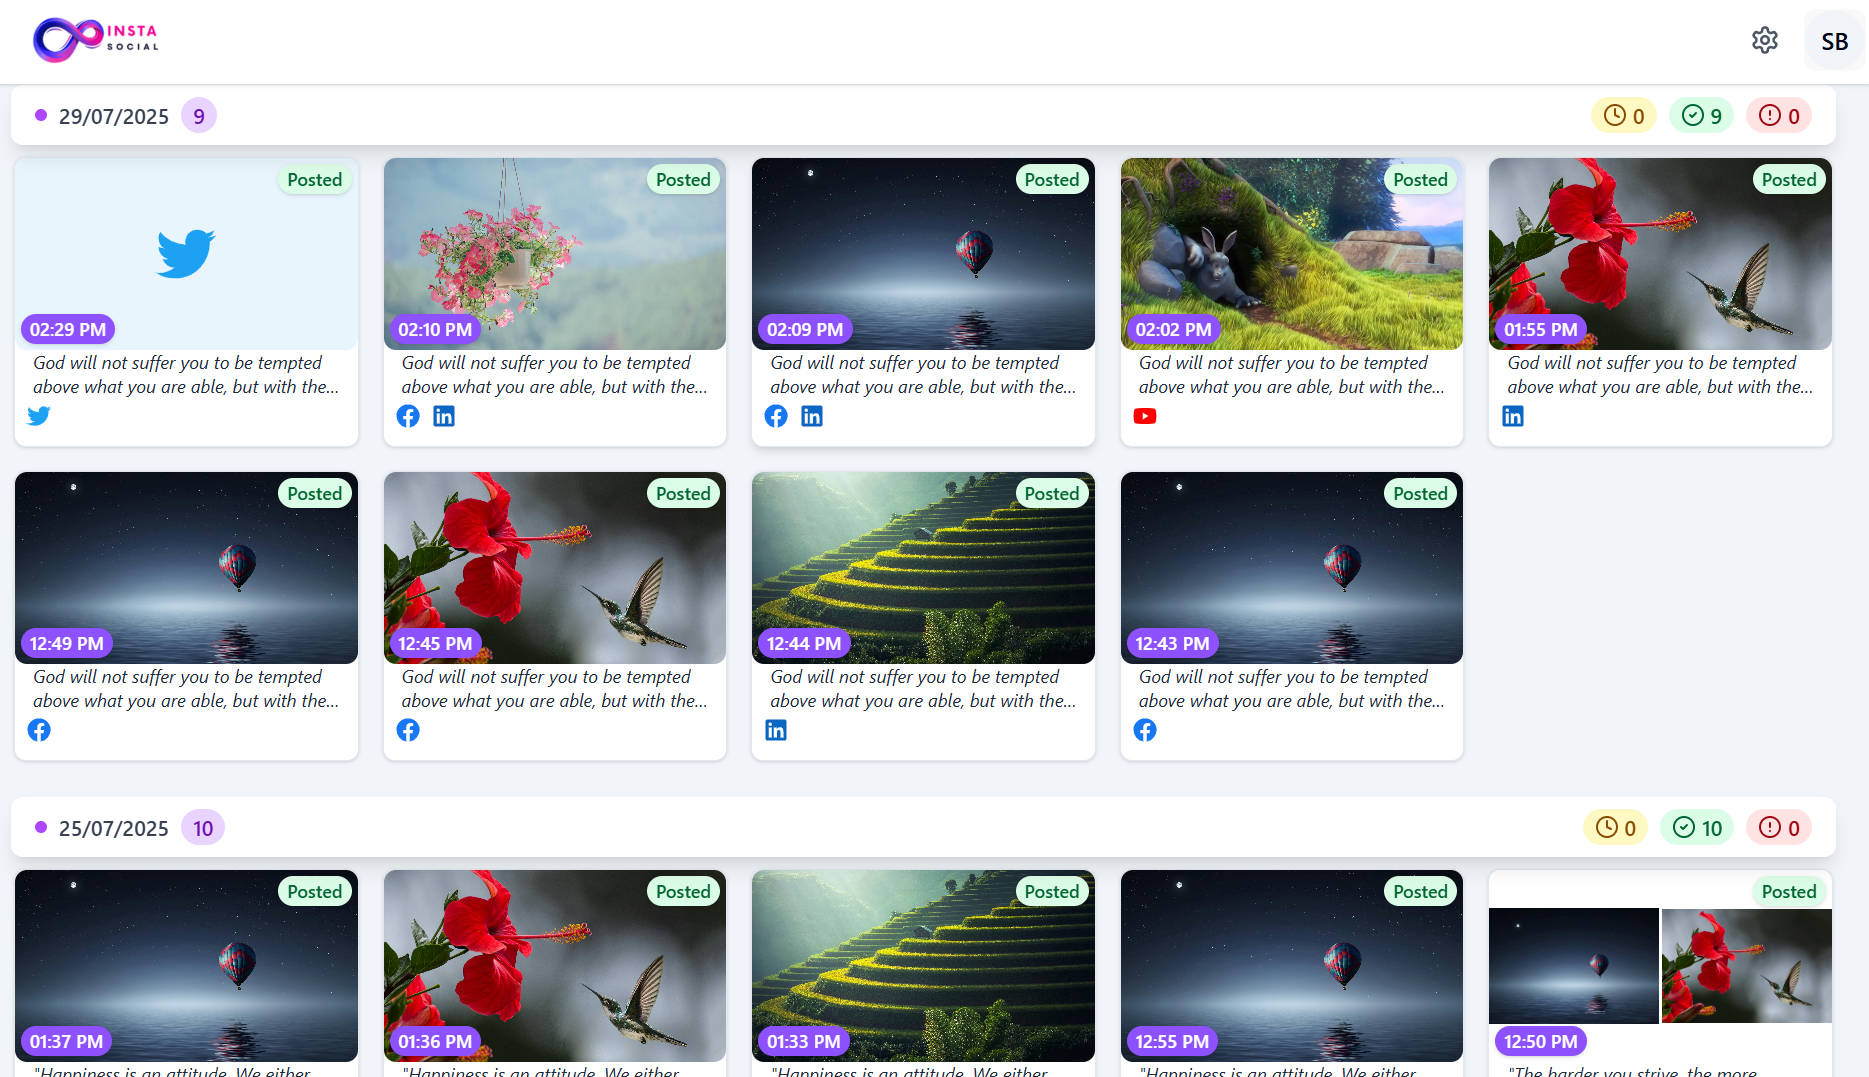 INSTA
SOCIAL
SB
29/07/2025 9
0 9 0
Posted
02:29 PM
God will not suffer you to be tempted
above what you are able, but with the...
Posted
02:10 PM
God will not suffer you to be tempted
above what you are able, but with the...
in
Posted
02:09 PM
God will not suffer you to be tempted
above what you are able, but with the...
in
Posted
02:02 PM
God will not suffer you to be tempted
above what you are able, but with the...
Posted
01:55 PM
God will not suffer you to be tempted
above what you are able, but with the...
in
Posted
12:49 PM
God will not suffer you to be tempted
above what you are able, but with the...
Posted
12:45 PM
God will not suffer you to be tempted
above what you are able, but with the...
Posted
12:44 PM
God will not suffer you to be tempted
above what you are able, but with the...
in
Posted
12:43 PM
God will not suffer you to be tempted
above what you are able, but with the...
25/07/2025 10
0 10 0
Posted
01:37 PM
"Happiness is an attitude. We either
Posted
01:36 PM
"Happiness is an attitude. We either
Posted
01:33 PM
"Happiness is an attitude. We either
Posted
12:55 PM
"Happiness is an attitude. We either
Posted
12:50 PM
"The harder you strive, the more